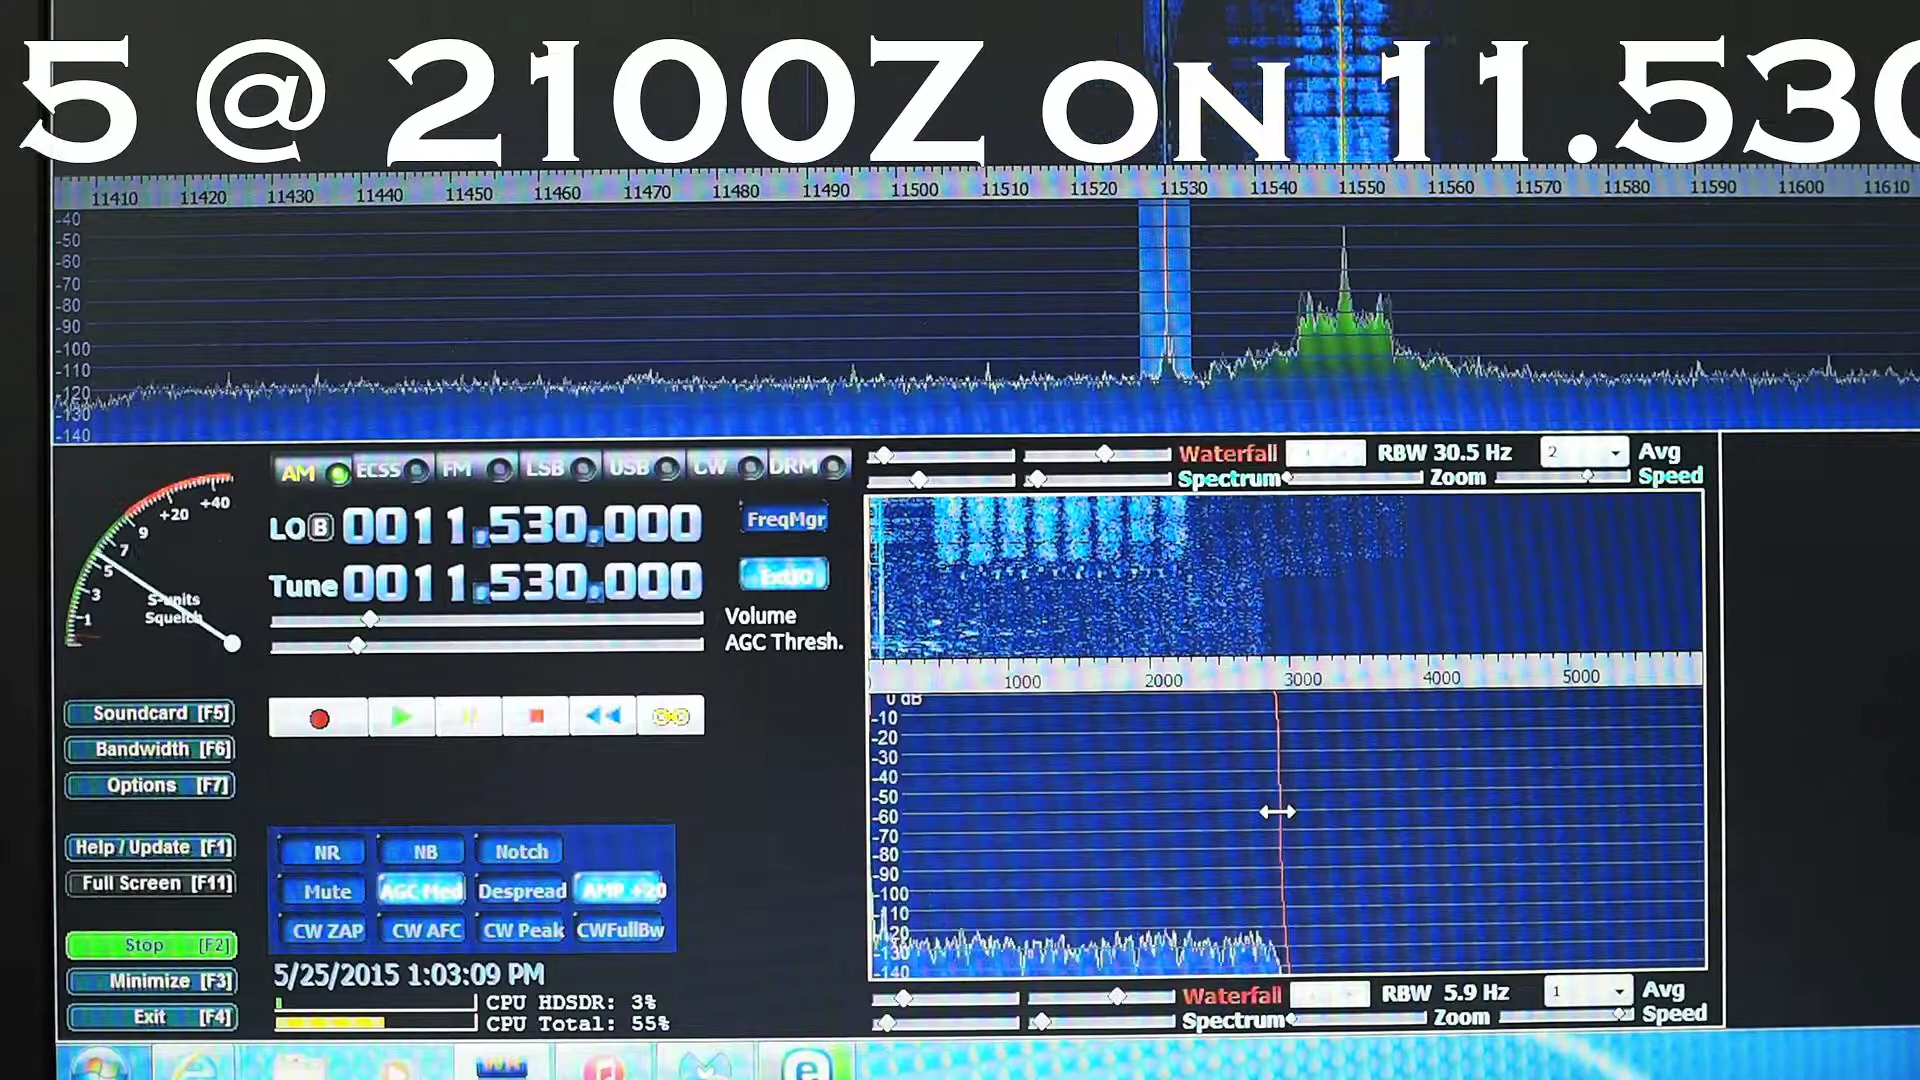 5 @ 2100Z ON 11.530
11410 11420 11430 11440 11450 11460 11470 11480 11490 11500 11510 11520 11530 11540 11550 11560 11570 11580 11590 11600 11610
-40
-50
-60
-70
-80
-90
-100
-110
-120
-130
-140
AM ECSS FM LSB USB CW DRM
Waterfall RBW 30.5 Hz 2 Avg
Spectrum Zoom Speed
+40
+20
9
7
5
3
1
S-units
Squelch
LO B 0011.530.000 FreqMgr
Tune 0011.530.000 ExtIO
Volume
AGC Thresh.
1000 2000 3000 4000 5000
0 dB
-10
-20
-30
-40
-50
-60
-70
-80
-90
-100
-110
-120
-130
-140
Soundcard [F5]
Bandwidth [F6]
Options [F7]
Help / Update [F1]
Full Screen [F11]
Stop [F2]
Minimize [F3]
Exit [F4]
NR NB Notch
Mute AGC Med Despread AMP +20
CW ZAP CW AFC CW Peak CWFullBw
5/25/2015 1:03:09 PM
CPU HDSDR: 3%
CPU Total: 55%
Waterfall RBW 5.9 Hz 1 Avg
Spectrum Zoom Speed